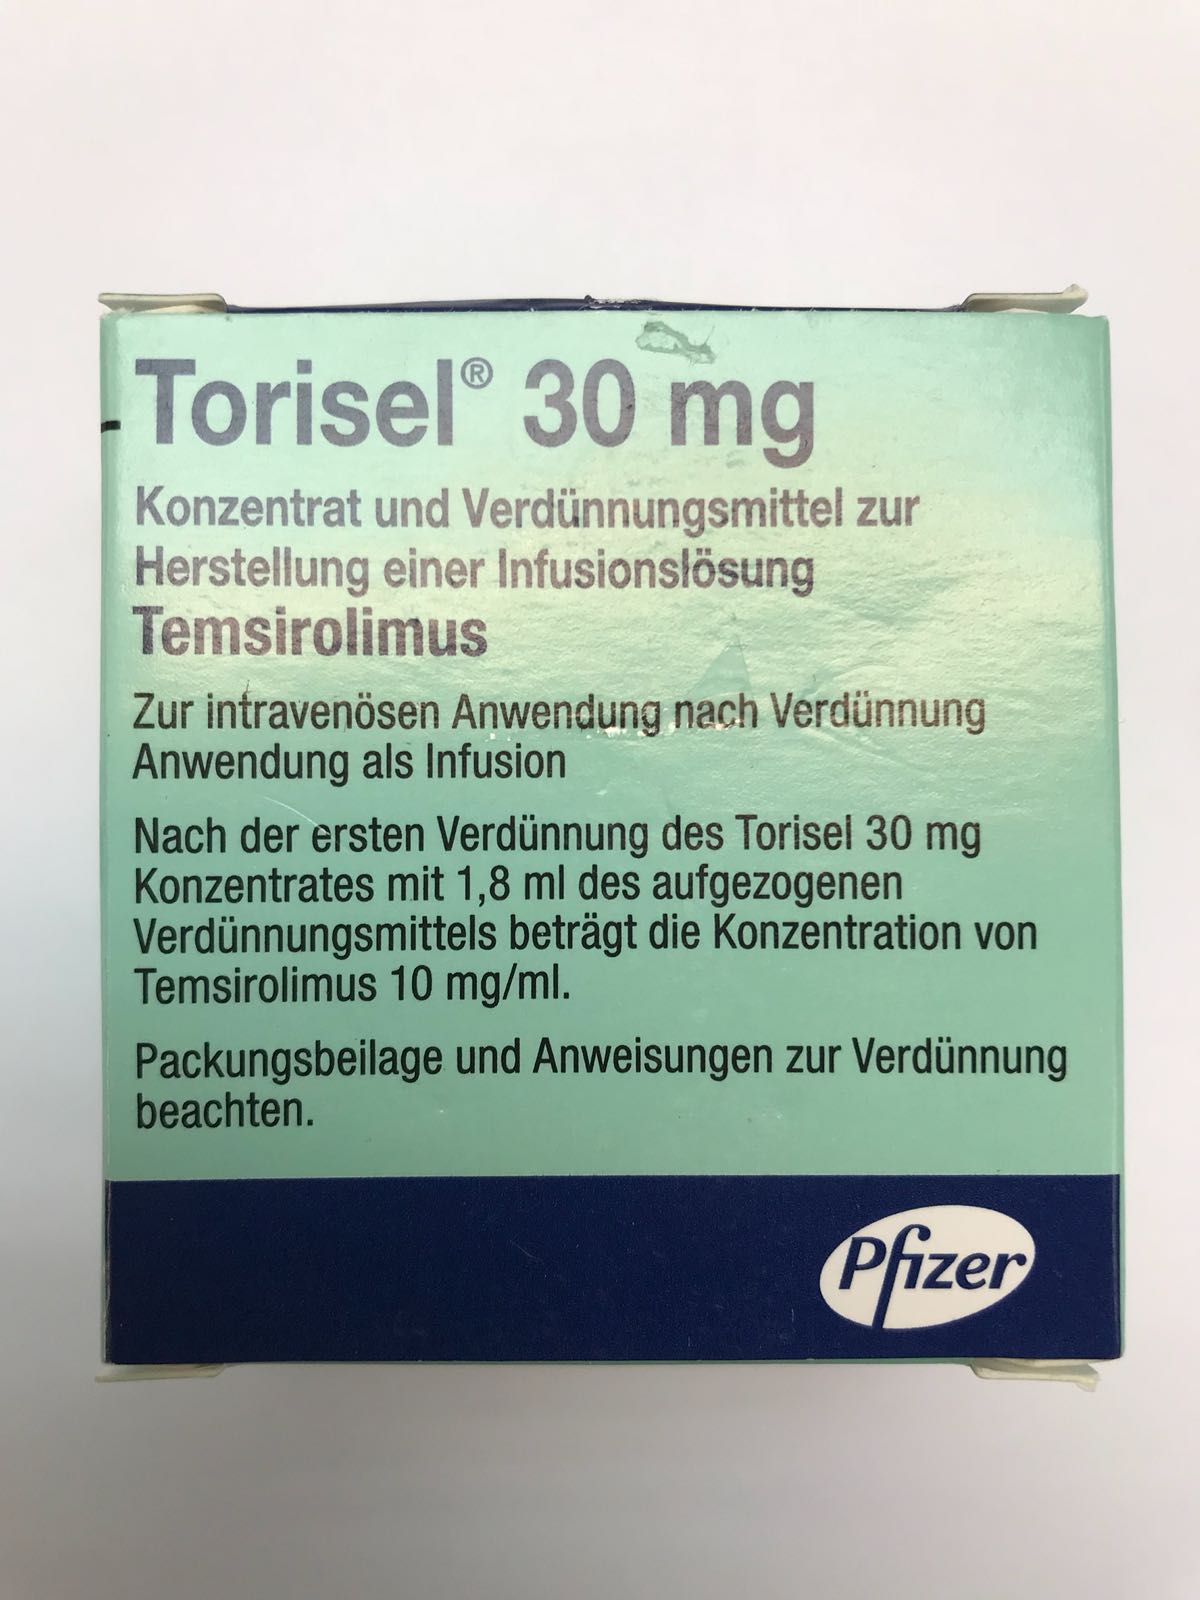 Torisel® 30 mg
Konzentrat und Verdünnungsmittel zur
Herstellung einer Infusionslösung
Temsirolimus
Zur intravenösen Anwendung nach Verdünnung
Anwendung als Infusion
Nach der ersten Verdünnung des Torisel 30 mg
Konzentrates mit 1,8 ml des aufgezogenen
Verdünnungsmittels beträgt die Konzentration von
Temsirolimus 10 mg/ml.
Packungsbeilage und Anweisungen zur Verdünnung
beachten.
Pfizer